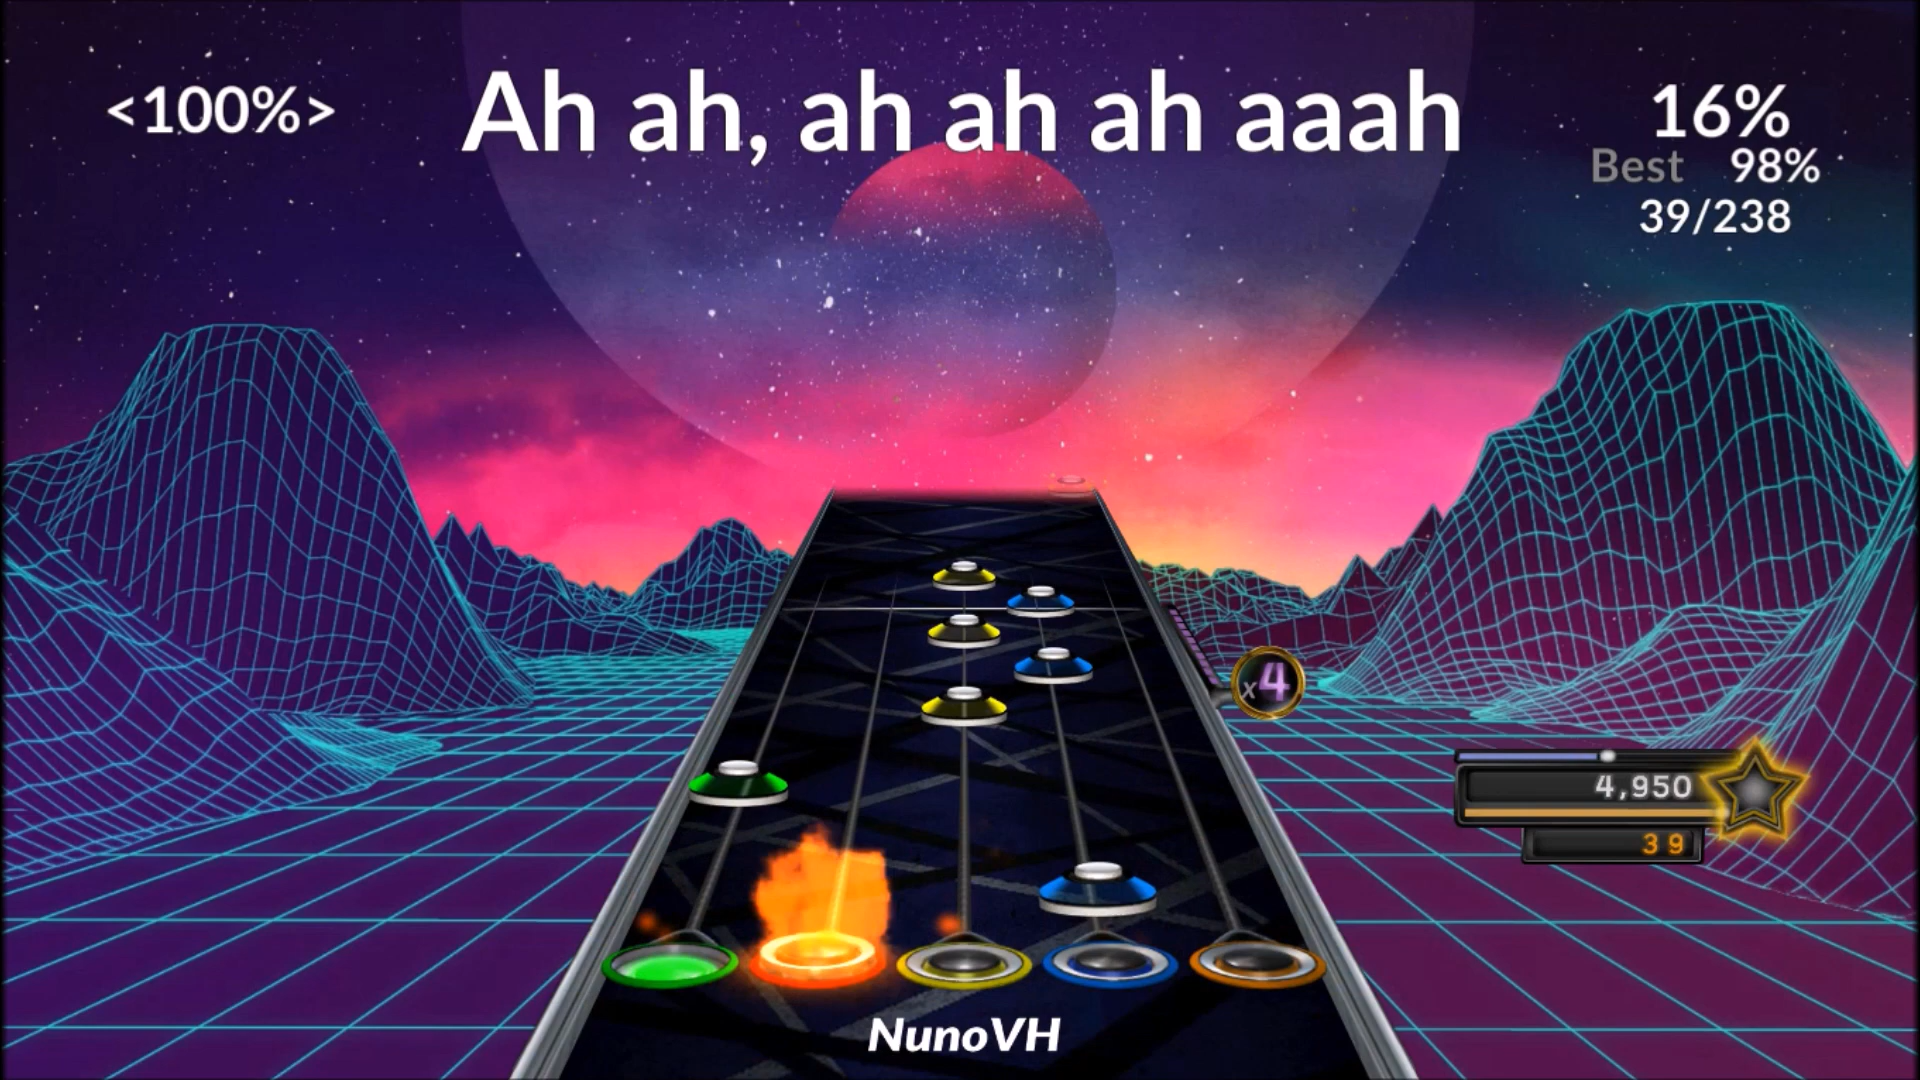 <100%>
Ah ah, ah ah ah aaah
16%
Best 98%
39/238
x4
4,950
39
NunoVH